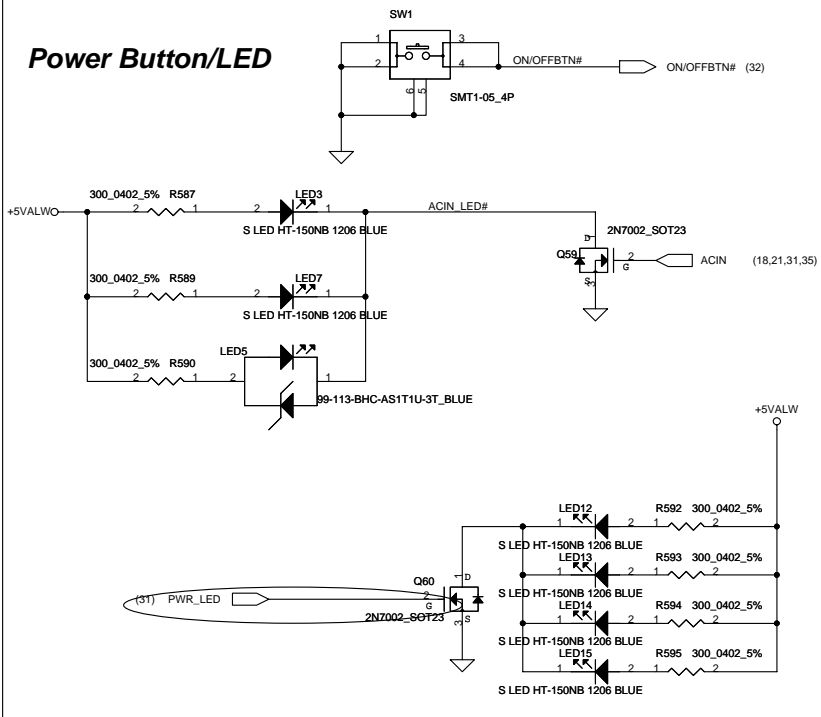 SW1
Power Button/LED
1 3
2 4
ON/OFFBTN# ON/OFFBTN# (32)
6 5
SMT1-05_4P
300_0402_5% R587 LED3
+5VALW 2 1 2 1 ACIN_LED#
S LED HT-150NB 1206 BLUE
2N7002_SOT23
D 1
Q59 2 ACIN (18,21,31,35)
G
S 3
300_0402_5% R589 LED7
2 1 2 1
S LED HT-150NB 1206 BLUE
300_0402_5% R590 LED5
2 1 2 1
99-113-BHC-AS1T1U-3T_BLUE
+5VALW
LED12 R592 300_0402_5%
1 2 1 2
S LED HT-150NB 1206 BLUE
LED13 R593 300_0402_5%
1 2 1 2
S LED HT-150NB 1206 BLUE
LED14 R594 300_0402_5%
1 2 1 2
S LED HT-150NB 1206 BLUE
LED15 R595 300_0402_5%
1 2 1 2
S LED HT-150NB 1206 BLUE
Q60 1 D
(31) PWR_LED 2
G
2N7002_SOT23
3 S